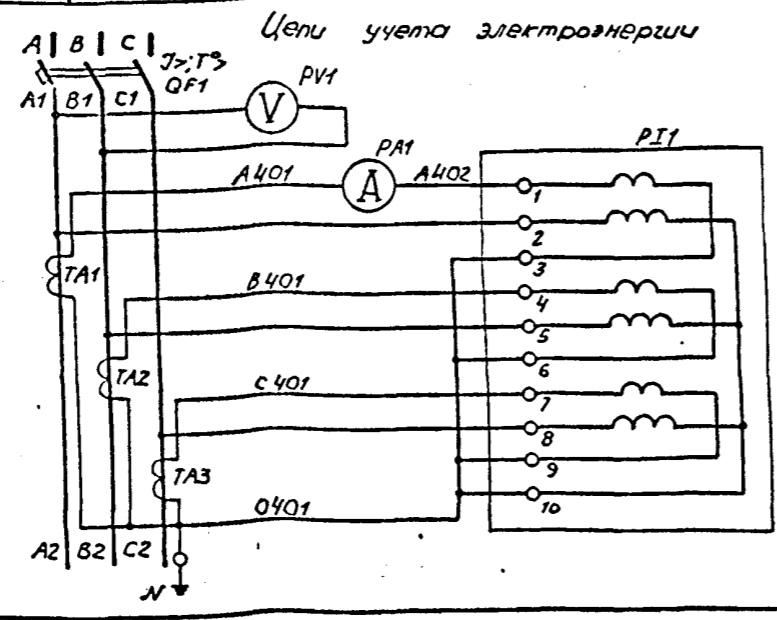 Цепи учета электроэнергии
A B C
I>;T°>
QF1
A1 B1 C1
PV1
V
PA1
A
PI1
A401
A402
1
2
3
TA1
B401
4
5
6
TA2
C401
7
8
9
TA3
0401
10
A2 B2 C2
N